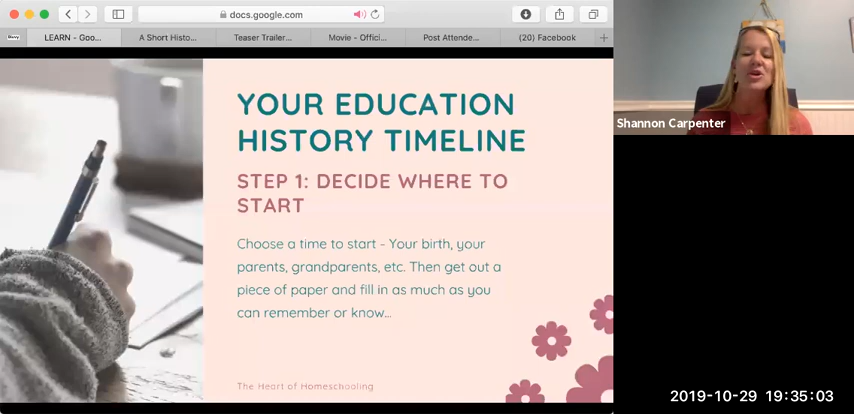 docs.google.com
LEARN - Goo...
A Short Histo...
Teaser Trailer...
Movie - Offici...
Post Attende...
(20) Facebook
YOUR EDUCATION
HISTORY TIMELINE
STEP 1: DECIDE WHERE TO
START
Choose a time to start - Your birth, your
parents, grandparents, etc. Then get out a
piece of paper and fill in as much as you
can remember or know...
The Heart of Homeschooling
Shannon Carpenter
2019-10-29 19:35:03